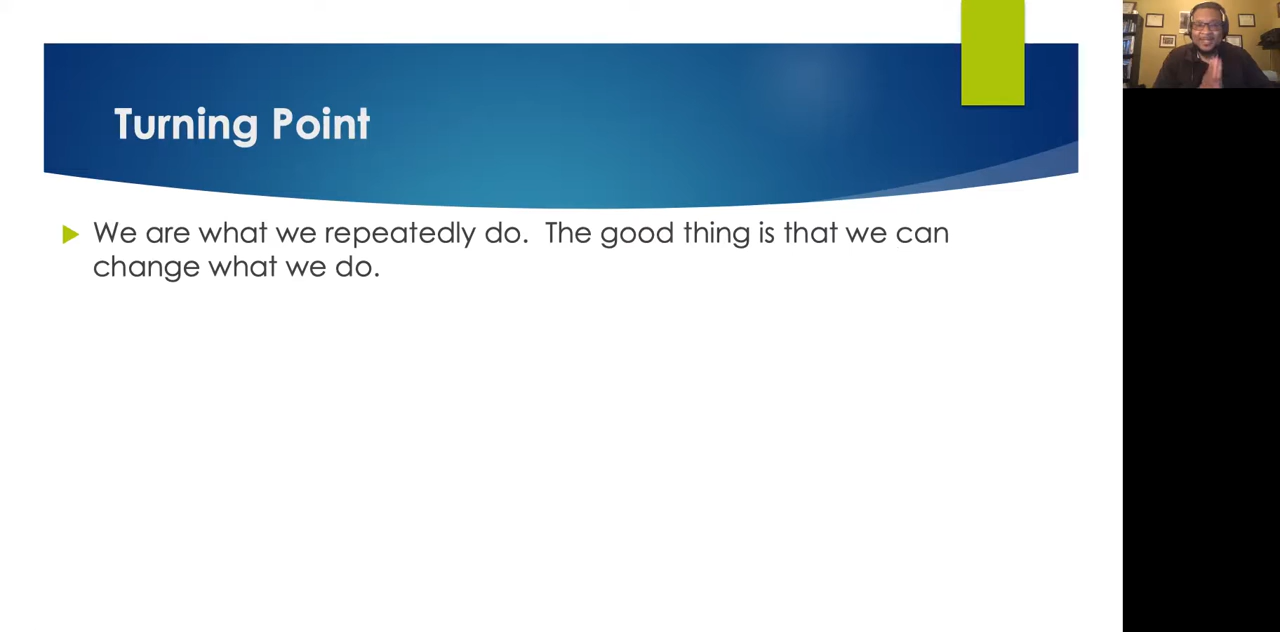 Turning Point
We are what we repeatedly do.  The good thing is that we can
change what we do.